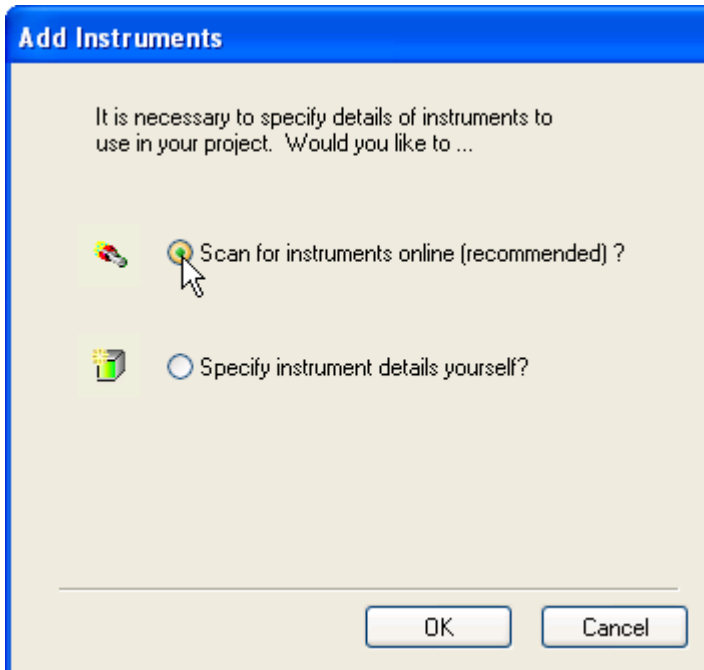 Add Instruments
It is necessary to specify details of instruments to
use in your project.  Would you like to ...
Scan for instruments online (recommended) ?
Specify instrument details yourself?
OK
Cancel